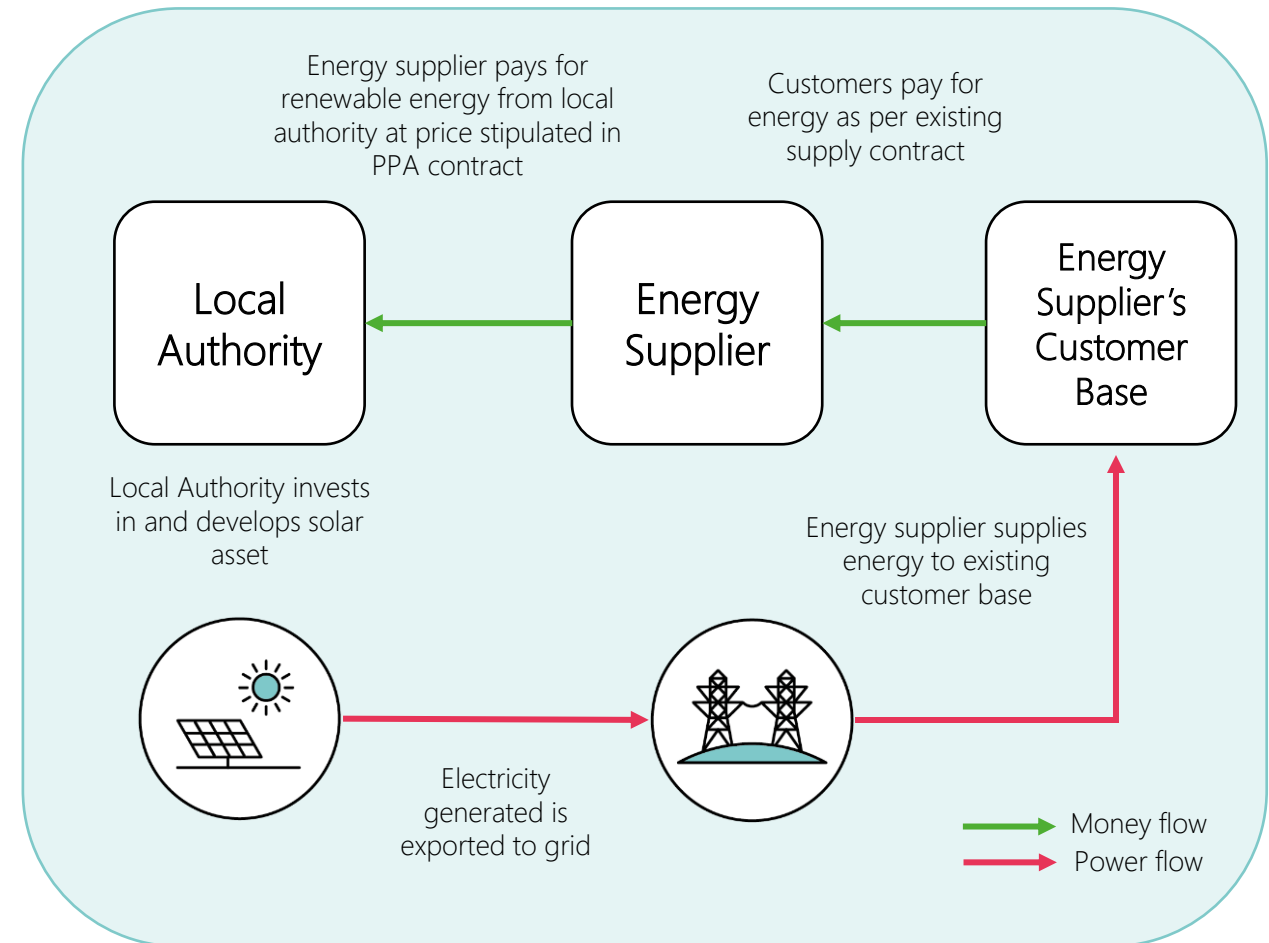 Energy supplier pays for
renewable energy from local
authority at price stipulated in
PPA contract
Customers pay for
energy as per existing
supply contract
Local
Authority
Energy
Supplier
Energy
Supplier’s
Customer
Base
Local Authority invests
in and develops solar
asset
Energy supplier supplies
energy to existing
customer base
Electricity
generated is
exported to grid
Money flow
Power flow